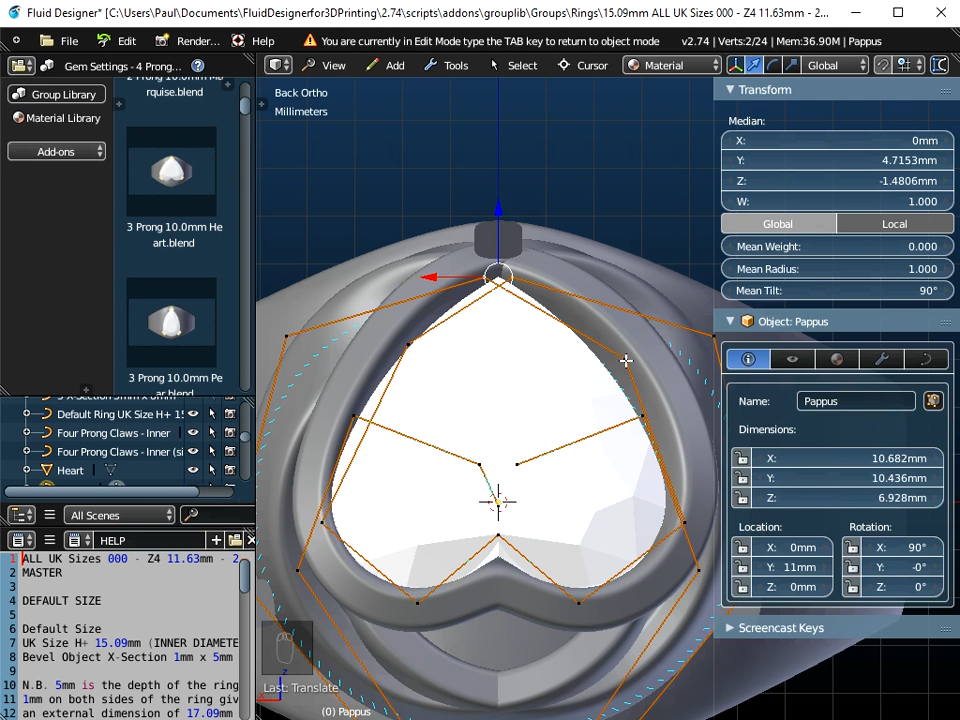 Fluid Designer* [C:\Users\Paul\Documents\FluidDesignerfor3DPrinting\2.74\scripts\addons\grouplib\Groups\Rings\15.09mm ALL UK Sizes 000 - Z4 11.63mm - 2...
File Edit Render... Help You are currently in Edit Mode type the TAB key to return to object mode v2.74 | Verts:2/24 | Mem:36.90M | Pappus
Gem Settings - 4 Prong...
View Add Tools Select Cursor Material Global
Group Library
Material Library
Add-ons
rquise.blend
3 Prong 10.0mm He
art.blend
3 Prong 10.0mm Pe
ar.blend
Back Ortho
Millimeters
Default Ring UK Size H+ 1
Four Prong Claws - Inner
Four Prong Claws - Inner (si
Heart
All Scenes
HELP
1 ALL UK Sizes 000 - Z4 11.63mm - 2
2 MASTER
3
4 DEFAULT SIZE
5
6 Default Size
7 UK Size H+ 15.09mm (INNER DIAMETE
8 Bevel Object X-Section 1mm x 5mm
9
10 N.B. 5mm is the depth of the ring
11 1mm on both sides of the ring giv
12 an external dimension of 17.09mm
Last: Translate
(0) Pappus
Transform
Median:
X: 0mm
Y: 4.7153mm
Z: -1.4806mm
W: 1.000
Global Local
Mean Weight: 0.000
Mean Radius: 1.000
Mean Tilt: 90°
Object: Pappus
Name: Pappus
Dimensions:
X: 10.682mm
Y: 10.436mm
Z: 6.928mm
Location: Rotation:
X: 0mm X: 90°
Y: 11mm Y: -0°
Z: 0mm Z: 0°
Screencast Keys